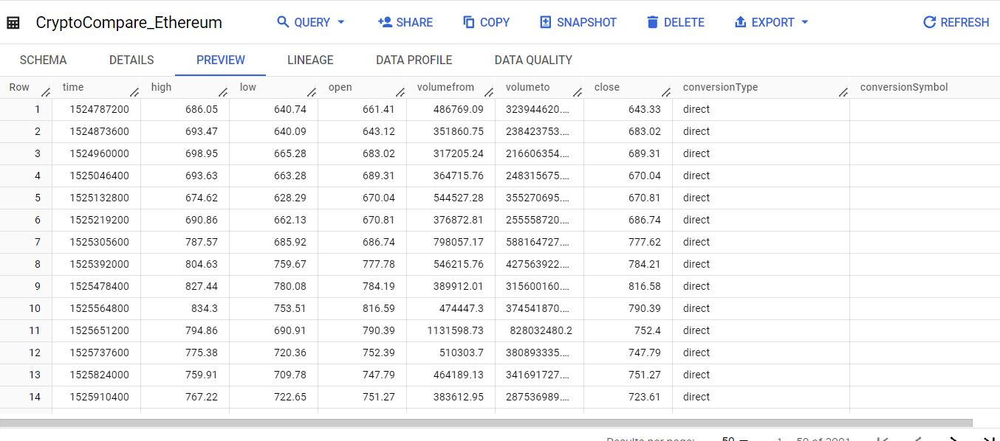 CryptoCompare_Ethereum QUERY SHARE COPY SNAPSHOT DELETE EXPORT REFRESH
SCHEMA DETAILS PREVIEW LINEAGE DATA PROFILE DATA QUALITY
Row time high low open volumefrom volumeto close conversionType conversionSymbol
1 1524787200 686.05 640.74 661.41 486769.09 323944620.... 643.33 direct
2 1524873600 693.47 640.09 643.12 351860.75 238423753.... 683.02 direct
3 1524960000 698.95 665.28 683.02 317205.24 216606354.... 689.31 direct
4 1525046400 693.63 663.28 689.31 364715.76 248315675.... 670.04 direct
5 1525132800 674.62 628.29 670.04 544527.28 355270695.... 670.81 direct
6 1525219200 690.86 662.13 670.81 376872.81 255558720.... 686.74 direct
7 1525305600 787.57 685.92 686.74 798057.17 588164727.... 777.62 direct
8 1525392000 804.63 759.67 777.78 546215.76 427563922.... 784.21 direct
9 1525478400 827.44 780.08 784.19 389912.01 315600160.... 816.58 direct
10 1525564800 834.3 753.51 816.59 474447.3 374541870.... 790.39 direct
11 1525651200 794.86 690.91 790.39 1131598.73 828032480.2 752.4 direct
12 1525737600 775.38 720.36 752.39 510303.7 380893335.... 747.79 direct
13 1525824000 759.91 709.78 747.79 464189.13 341691727.... 751.27 direct
14 1525910400 767.22 722.65 751.27 383612.95 287536989.... 723.61 direct
Results per page: 50 1 – 50 of